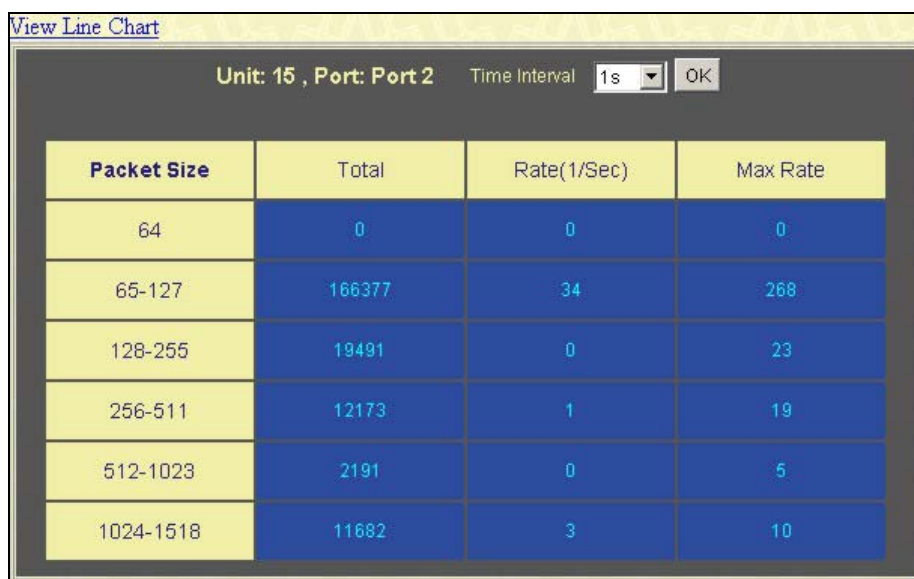 View Line Chart
Unit: 15 , Port: Port 2 Time Interval 1s OK
Packet Size Total Rate(1/Sec) Max Rate
64 0 0 0
65-127 166377 34 268
128-255 19491 0 23
256-511 12173 1 19
512-1023 2191 0 5
1024-1518 11682 3 10